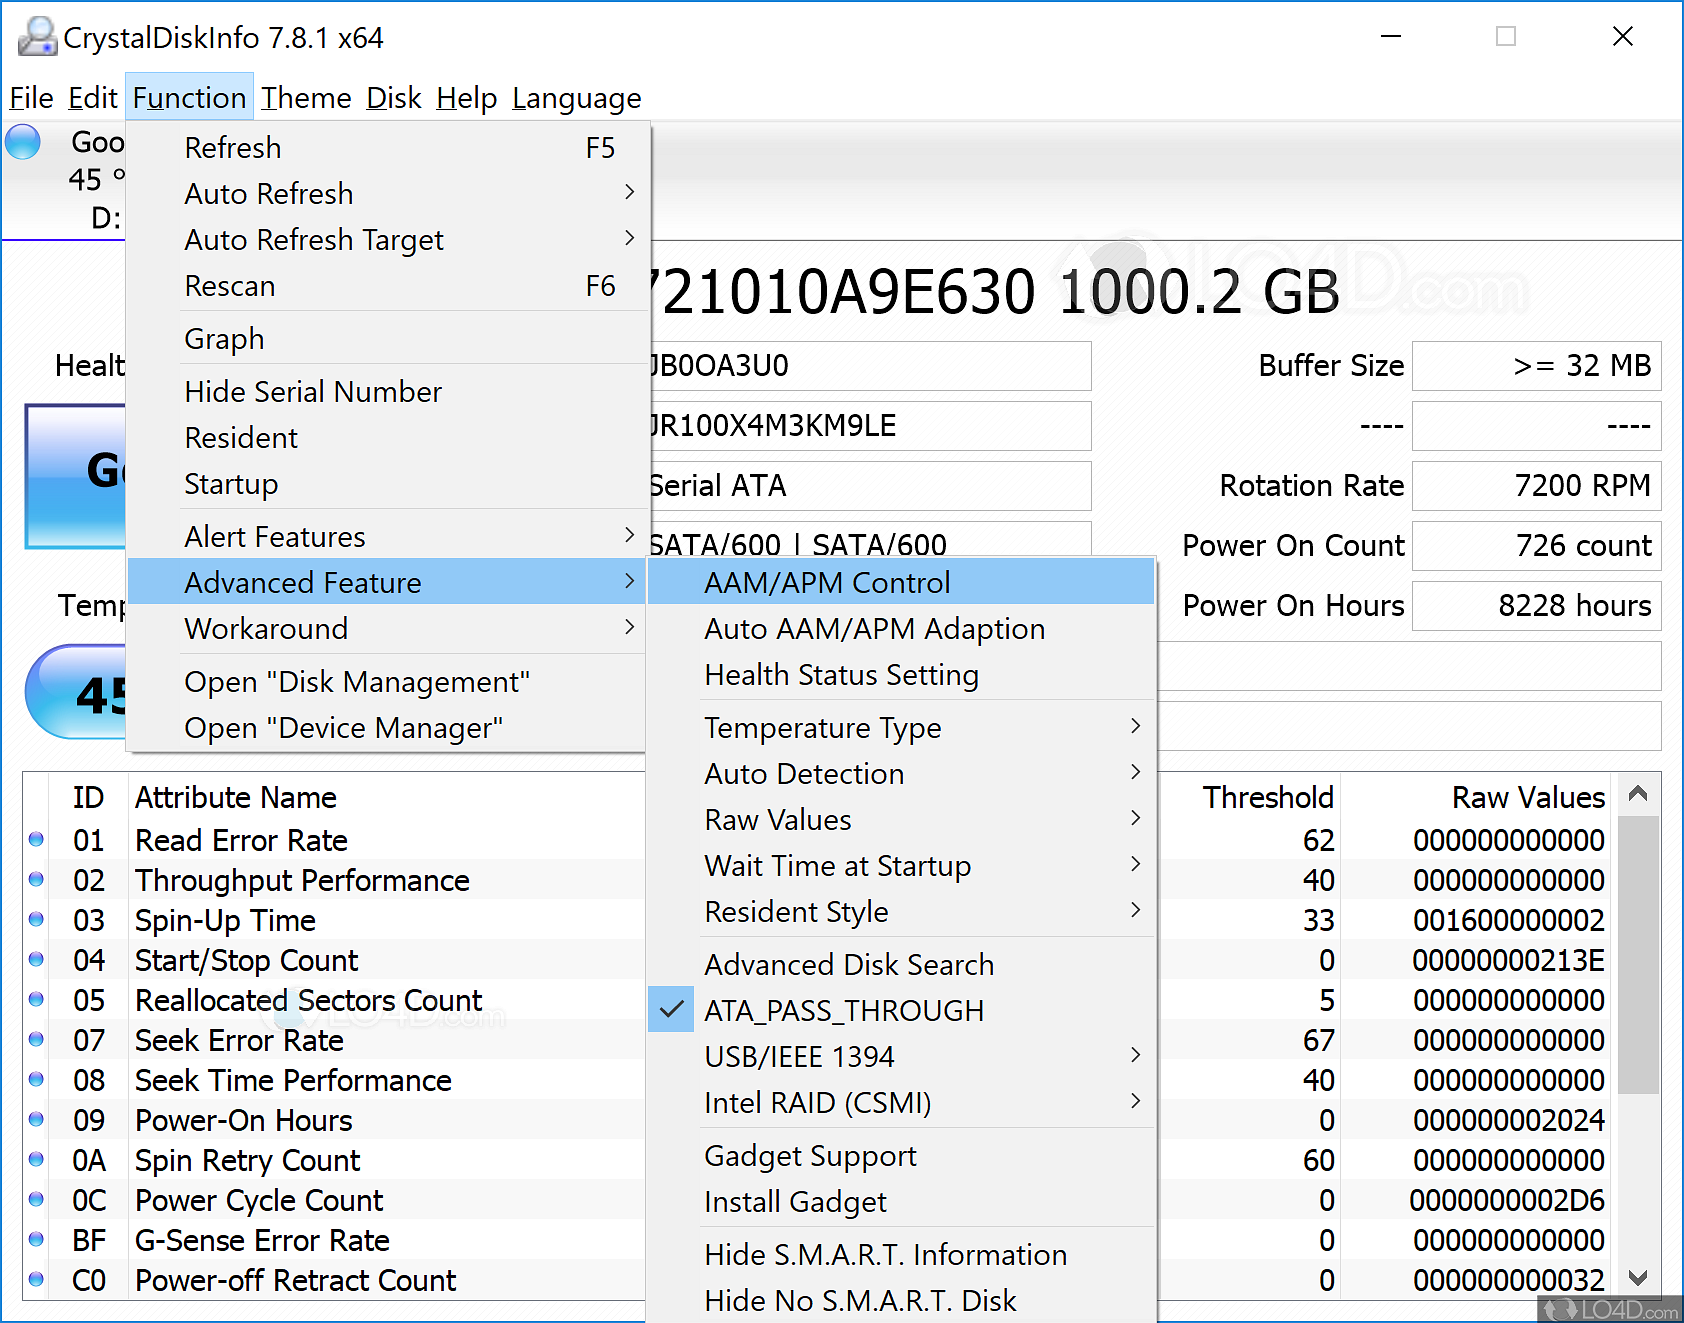 CrystalDiskInfo 7.8.1 x64
File Edit Function Theme Disk Help Language
Goo
45 °
D:
Refresh F5
Auto Refresh
Auto Refresh Target
Rescan F6
Graph
Hide Serial Number
Resident
Startup
Alert Features
Advanced Feature
Workaround
Open "Disk Management"
Open "Device Manager"
721010A9E630 1000.2 GB
LO4D.com
Healt
JB0OA3U0
Buffer Size >= 32 MB
JR100X4M3KM9LE
---- ----
Serial ATA
Rotation Rate 7200 RPM
SATA/600 | SATA/600
Power On Count 726 count
Power On Hours 8228 hours
Go
Temp
45
AAM/APM Control
Auto AAM/APM Adaption
Health Status Setting
Temperature Type
Auto Detection
Raw Values
Wait Time at Startup
Resident Style
Advanced Disk Search
ATA_PASS_THROUGH
USB/IEEE 1394
Intel RAID (CSMI)
Gadget Support
Install Gadget
Hide S.M.A.R.T. Information
Hide No S.M.A.R.T. Disk
ID Attribute Name Threshold Raw Values
01 Read Error Rate 62 000000000000
02 Throughput Performance 40 000000000000
03 Spin-Up Time 33 001600000002
04 Start/Stop Count 0 00000000213E
05 Reallocated Sectors Count 5 000000000000
LO4D.com
07 Seek Error Rate 67 000000000000
08 Seek Time Performance 40 000000000000
09 Power-On Hours 0 000000002024
0A Spin Retry Count 60 000000000000
0C Power Cycle Count 0 0000000002D6
BF G-Sense Error Rate 0 000000000000
C0 Power-off Retract Count 0 000000000032
LO4D.com